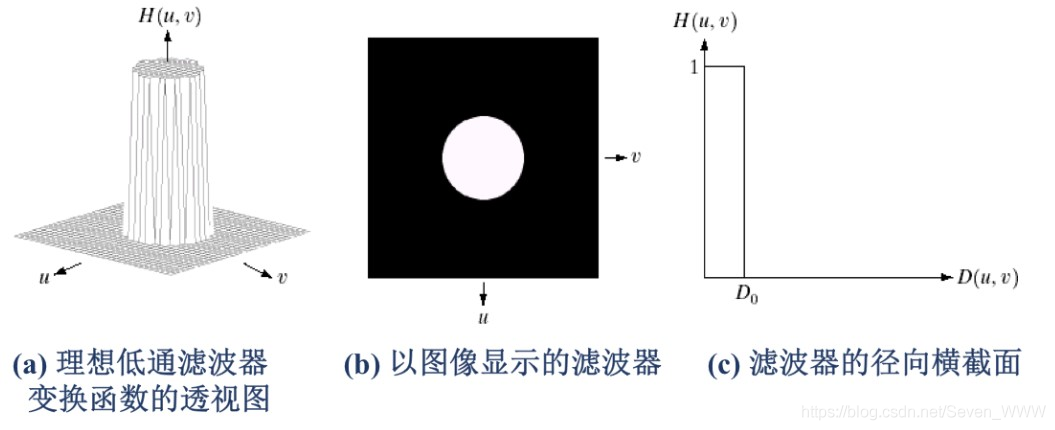 H(u, v)
u
v
v
u
H(u, v)
1
D0
D(u, v)
(a) 理想低通滤波器
变换函数的透视图
(b) 以图像显示的滤波器
(c) 滤波器的径向横截面
https://blog.csdn.net/Seven_WWW